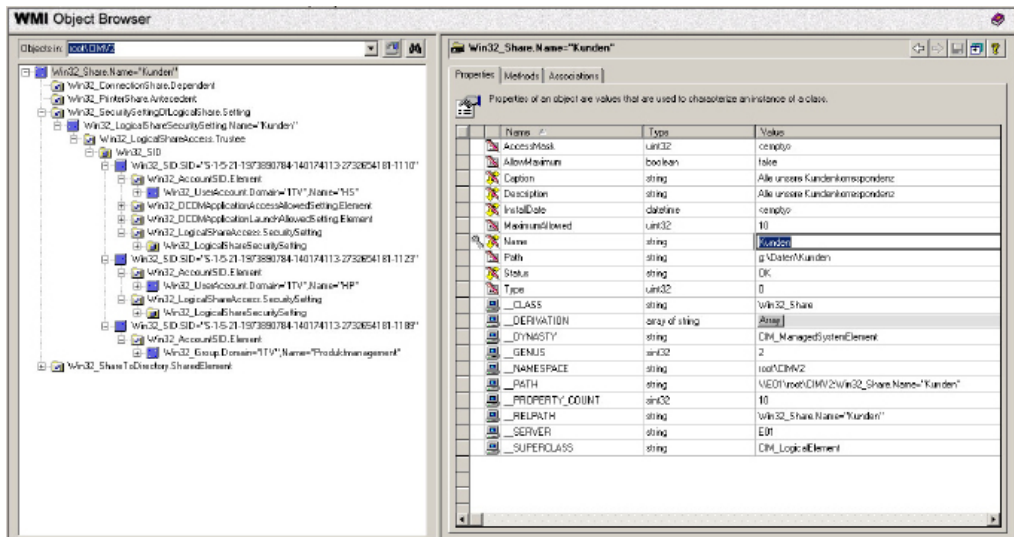 WMI Object Browser
Objects in: root\CIMV2
Win32_Share.Name="Kunden"
Win32_ConnectionShare.Dependent
Win32_PrinterShare.Antecedent
Win32_SecuritySettingOfLogicalShare.Setting
Win32_LogicalShareSecuritySetting.Name="Kunden"
Win32_LogicalShareAccess.Trustee
Win32_SID
Win32_SID.SID="S-1-5-21-1973890784-140174113-2732654181-1110"
Win32_AccountSID.Element
Win32_UserAccount.Domain="ITV",Name="HS"
Win32_DCOMApplicationAccessAllowedSetting.Element
Win32_DCOMApplicationLaunchAllowedSetting.Element
Win32_LogicalShareAccess.SecuritySetting
Win32_LogicalShareSecuritySetting
Win32_SID.SID="S-1-5-21-1973890784-140174113-2732654181-1123"
Win32_AccountSID.Element
Win32_UserAccount.Domain="ITV",Name="HP"
Win32_LogicalShareAccess.SecuritySetting
Win32_LogicalShareSecuritySetting
Win32_SID.SID="S-1-5-21-1973890784-140174113-2732654181-1189"
Win32_AccountSID.Element
Win32_Group.Domain="ITV",Name="Produktmanagement"
Win32_ShareToDirectory.SharedElement
Win32_Share.Name="Kunden"
Properties Methods Associations
Properties of an object are values that are used to characterize an instance of a class.
Name Type Value
AccessMask uint32 <empty>
AllowMaximum boolean false
Caption string Alle unsere Kundenkorrespondenz
Description string Alle unsere Kundenkorrespondenz
InstallDate datetime <empty>
MaximumAllowed uint32 10
Name string Kunden
Path string g:\Daten\Kunden
Status string OK
Type uint32 0
__CLASS string Win32_Share
__DERIVATION array of string Array
__DYNASTY string CIM_ManagedSystemElement
__GENUS sint32 2
__NAMESPACE string root\CIMV2
__PATH string \\E01\root\CIMV2:Win32_Share.Name="Kunden"
__PROPERTY_COUNT sint32 10
__RELPATH string Win32_Share.Name="Kunden"
__SERVER string E01
__SUPERCLASS string CIM_LogicalElement